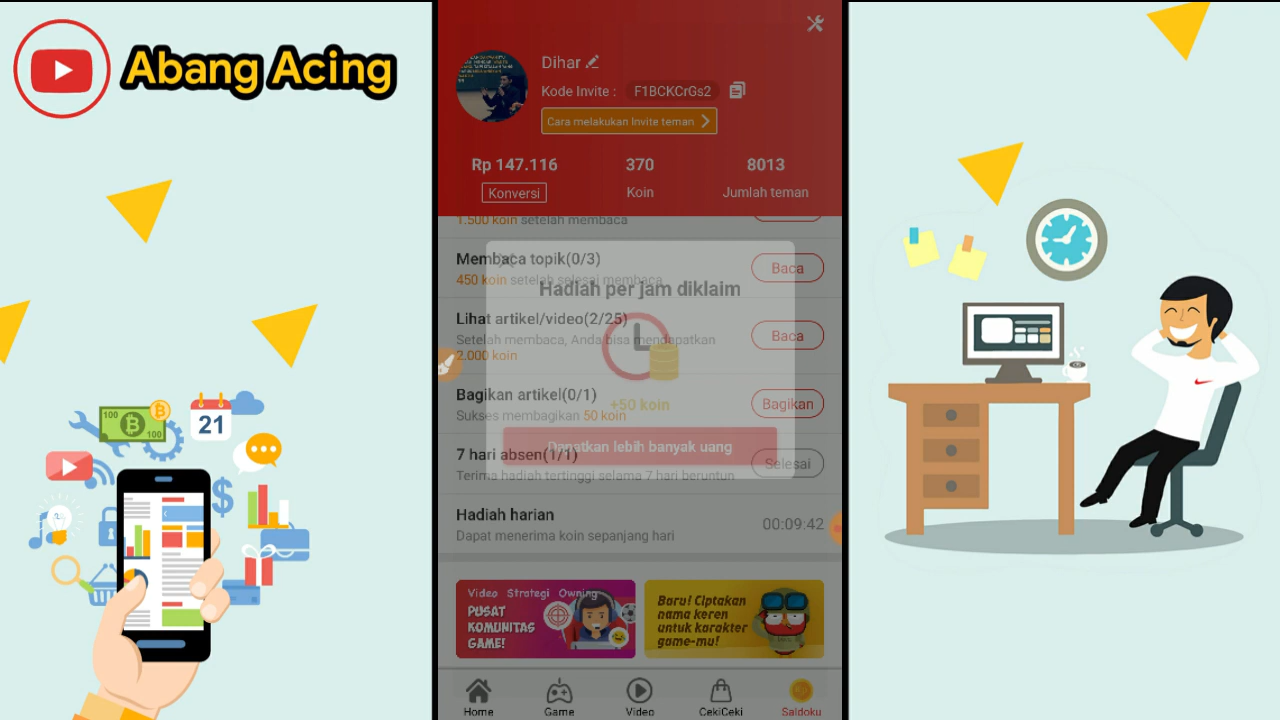 Abang Acing
Dihar
Kode Invite : F1BCKCrGs2
Cara melakukan Invite teman
Rp 147.116
370
8013
Konversi
Koin
Jumlah teman
1.500 koin setelah membaca
Membaca topik(0/3)
450 koin setelah selesai membaca
Baca
Hadiah per jam diklaim
Lihat artikel/video(2/25)
Setelah membaca, Anda bisa mendapatkan
2.000 koin
Baca
Bagikan artikel(0/1)
Sukses membagikan 50 koin
+50 koin
Bagikan
Dapatkan lebih banyak uang
7 hari absen(1/1)
Terima hadiah tertinggi selama 7 hari beruntun
Selesai
Hadiah harian
Dapat menerima koin sepanjang hari
00:09:42
Video Strategi Owning
PUSAT
KOMUNITAS
GAME!
Baru! Ciptakan
nama keren
untuk karakter
game-mu!
Home
Game
Video
CekiCeki
Saldoku
100
100
21